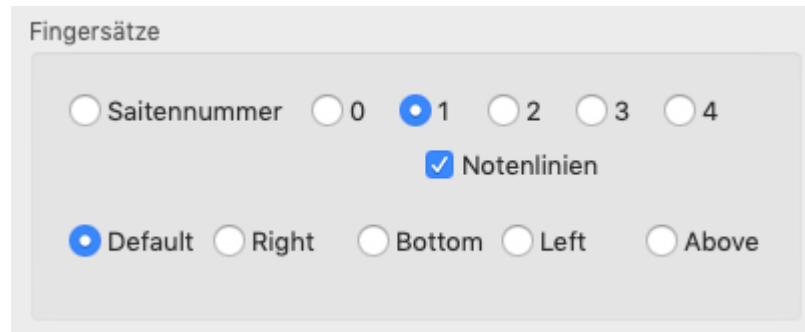 Fingersätze
Saitennummer 0 1 2 3 4
Notenlinien
Default Right Bottom Left Above